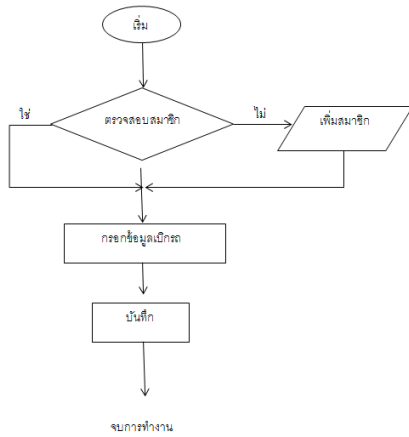 เริ่ม
ใช่
ตรวจสอบสมาชิก
ไม่
เพิ่มสมาชิก
กรอกข้อมูลเบิกรถ
บันทึก
จบการทำงาน